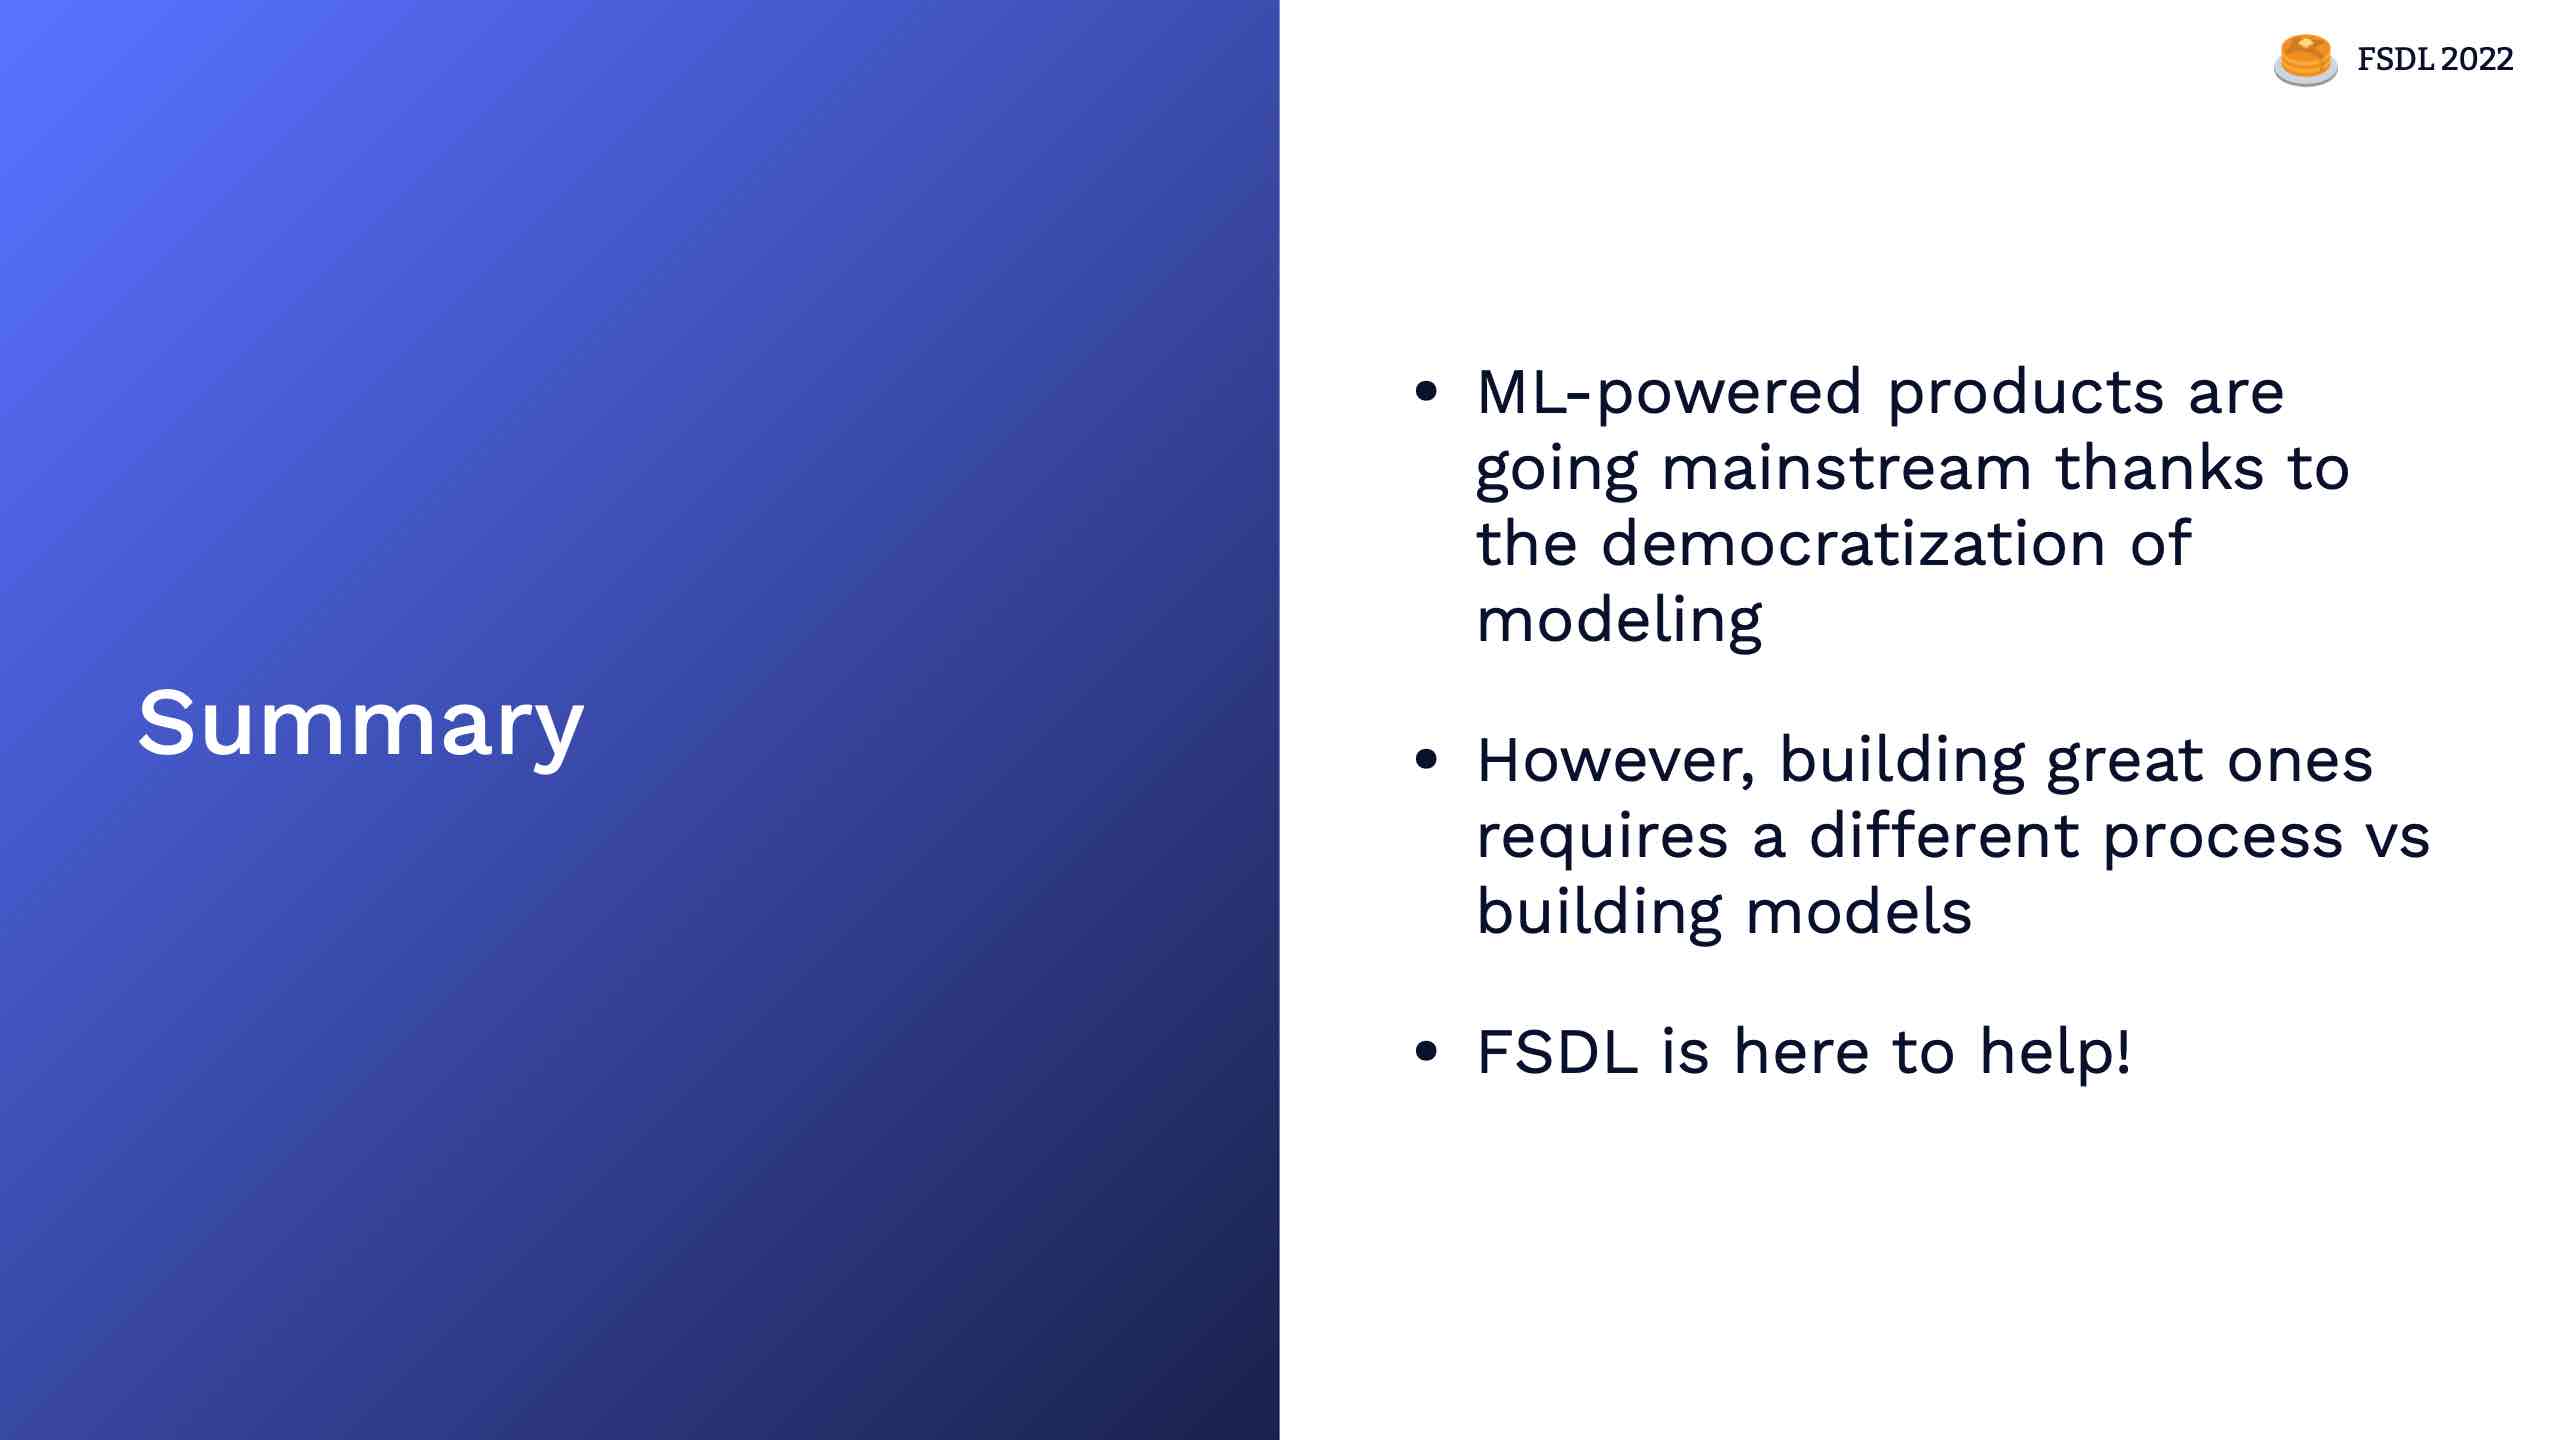 FSDL 2022
Summary
• ML-powered products are
going mainstream thanks to
the democratization of
modeling
• However, building great ones
requires a different process vs
building models
• FSDL is here to help!